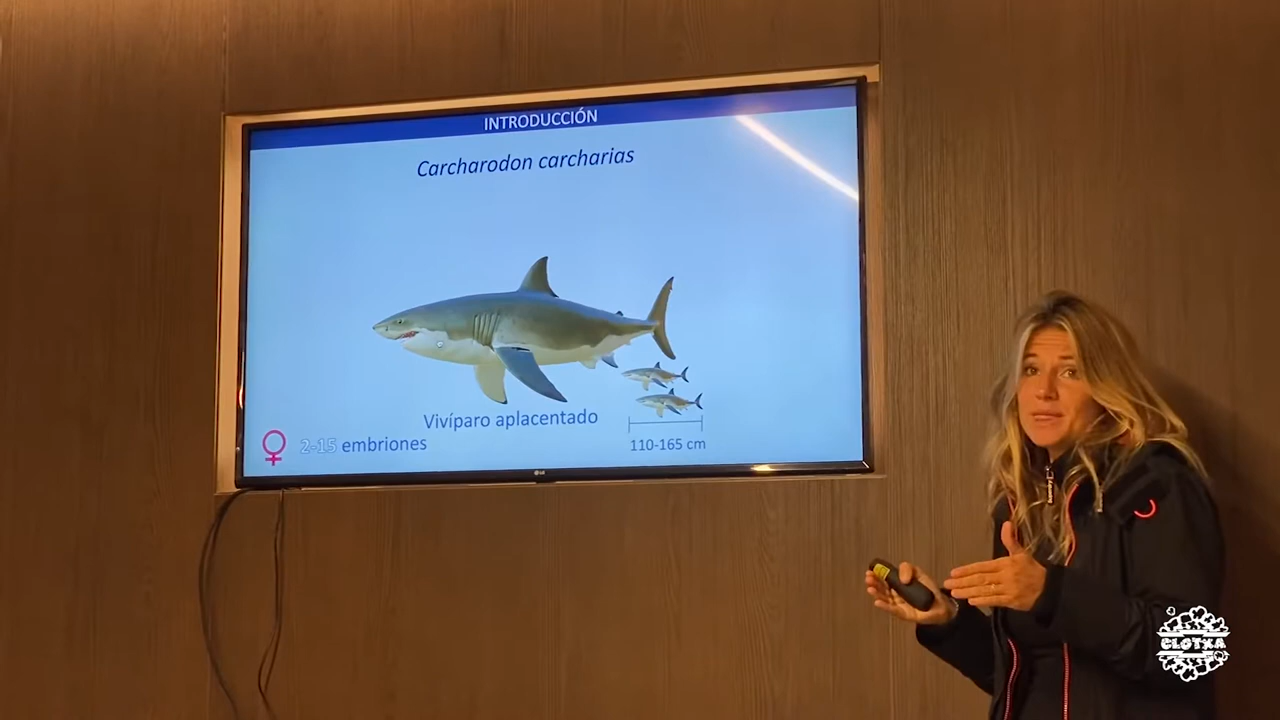 INTRODUCCIÓN
Carcharodon carcharias
Vivíparo aplacentado
2-15 embriones
110-165 cm
LG
CLOTXA